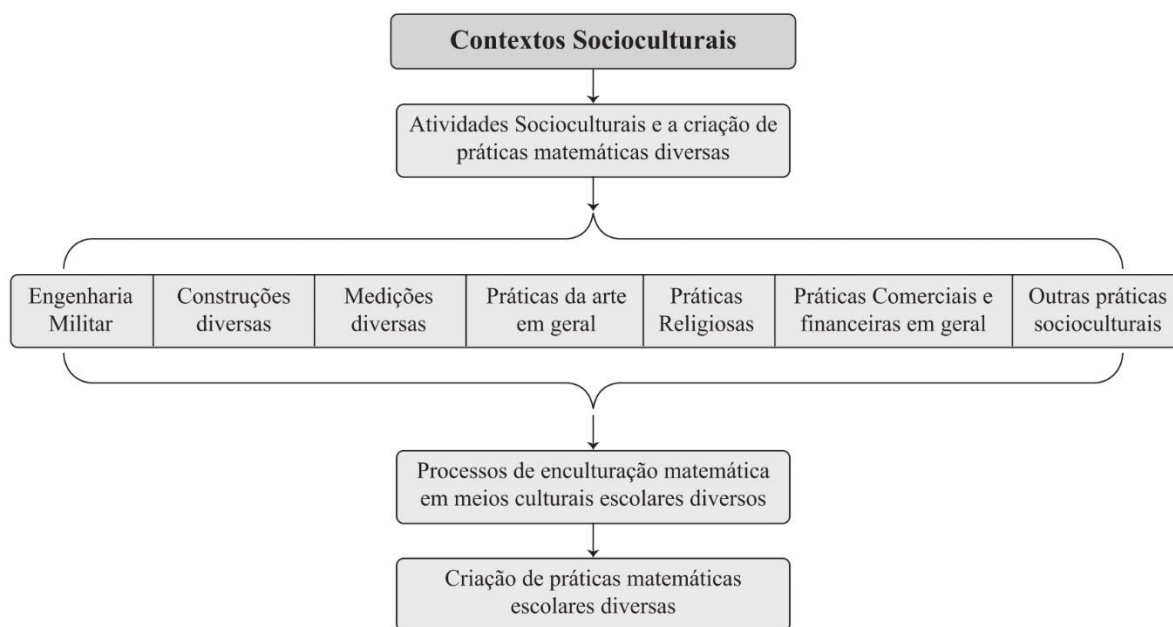 Contextos Socioculturais
Atividades Socioculturais e a criação de
práticas matemáticas diversas
Engenharia
Militar
Construções
diversas
Medições
diversas
Práticas da arte
em geral
Práticas
Religiosas
Práticas Comerciais e
financeiras em geral
Outras práticas
socioculturais
Processos de enculturação matemática
em meios culturais escolares diversos
Criação de práticas matemáticas
escolares diversas